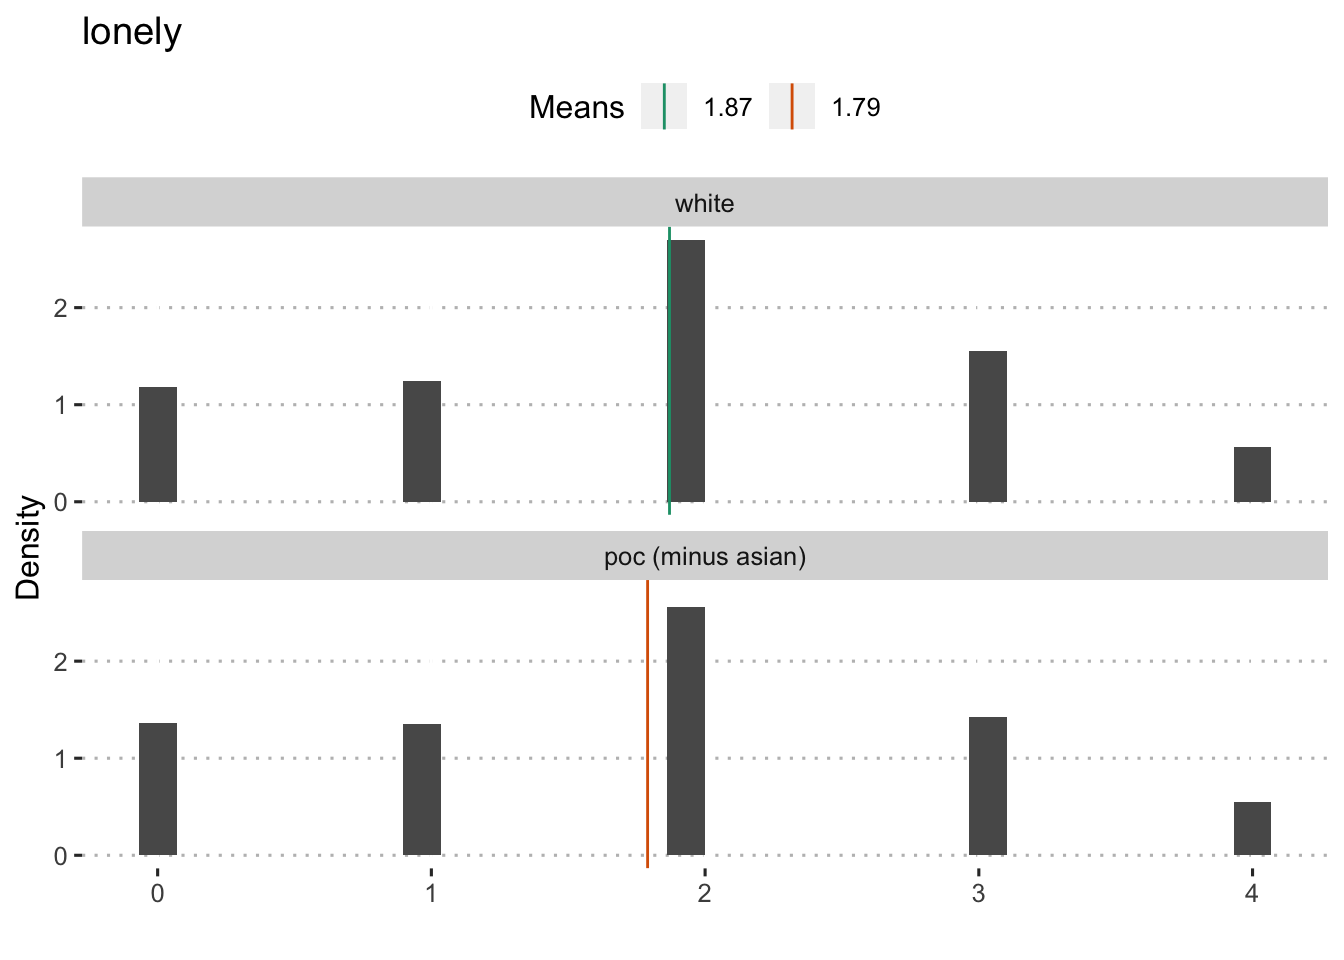 lonely
Means 1.87 1.79
white
2
1
0
Density
poc (minus asian)
2
1
0
0 1 2 3 4